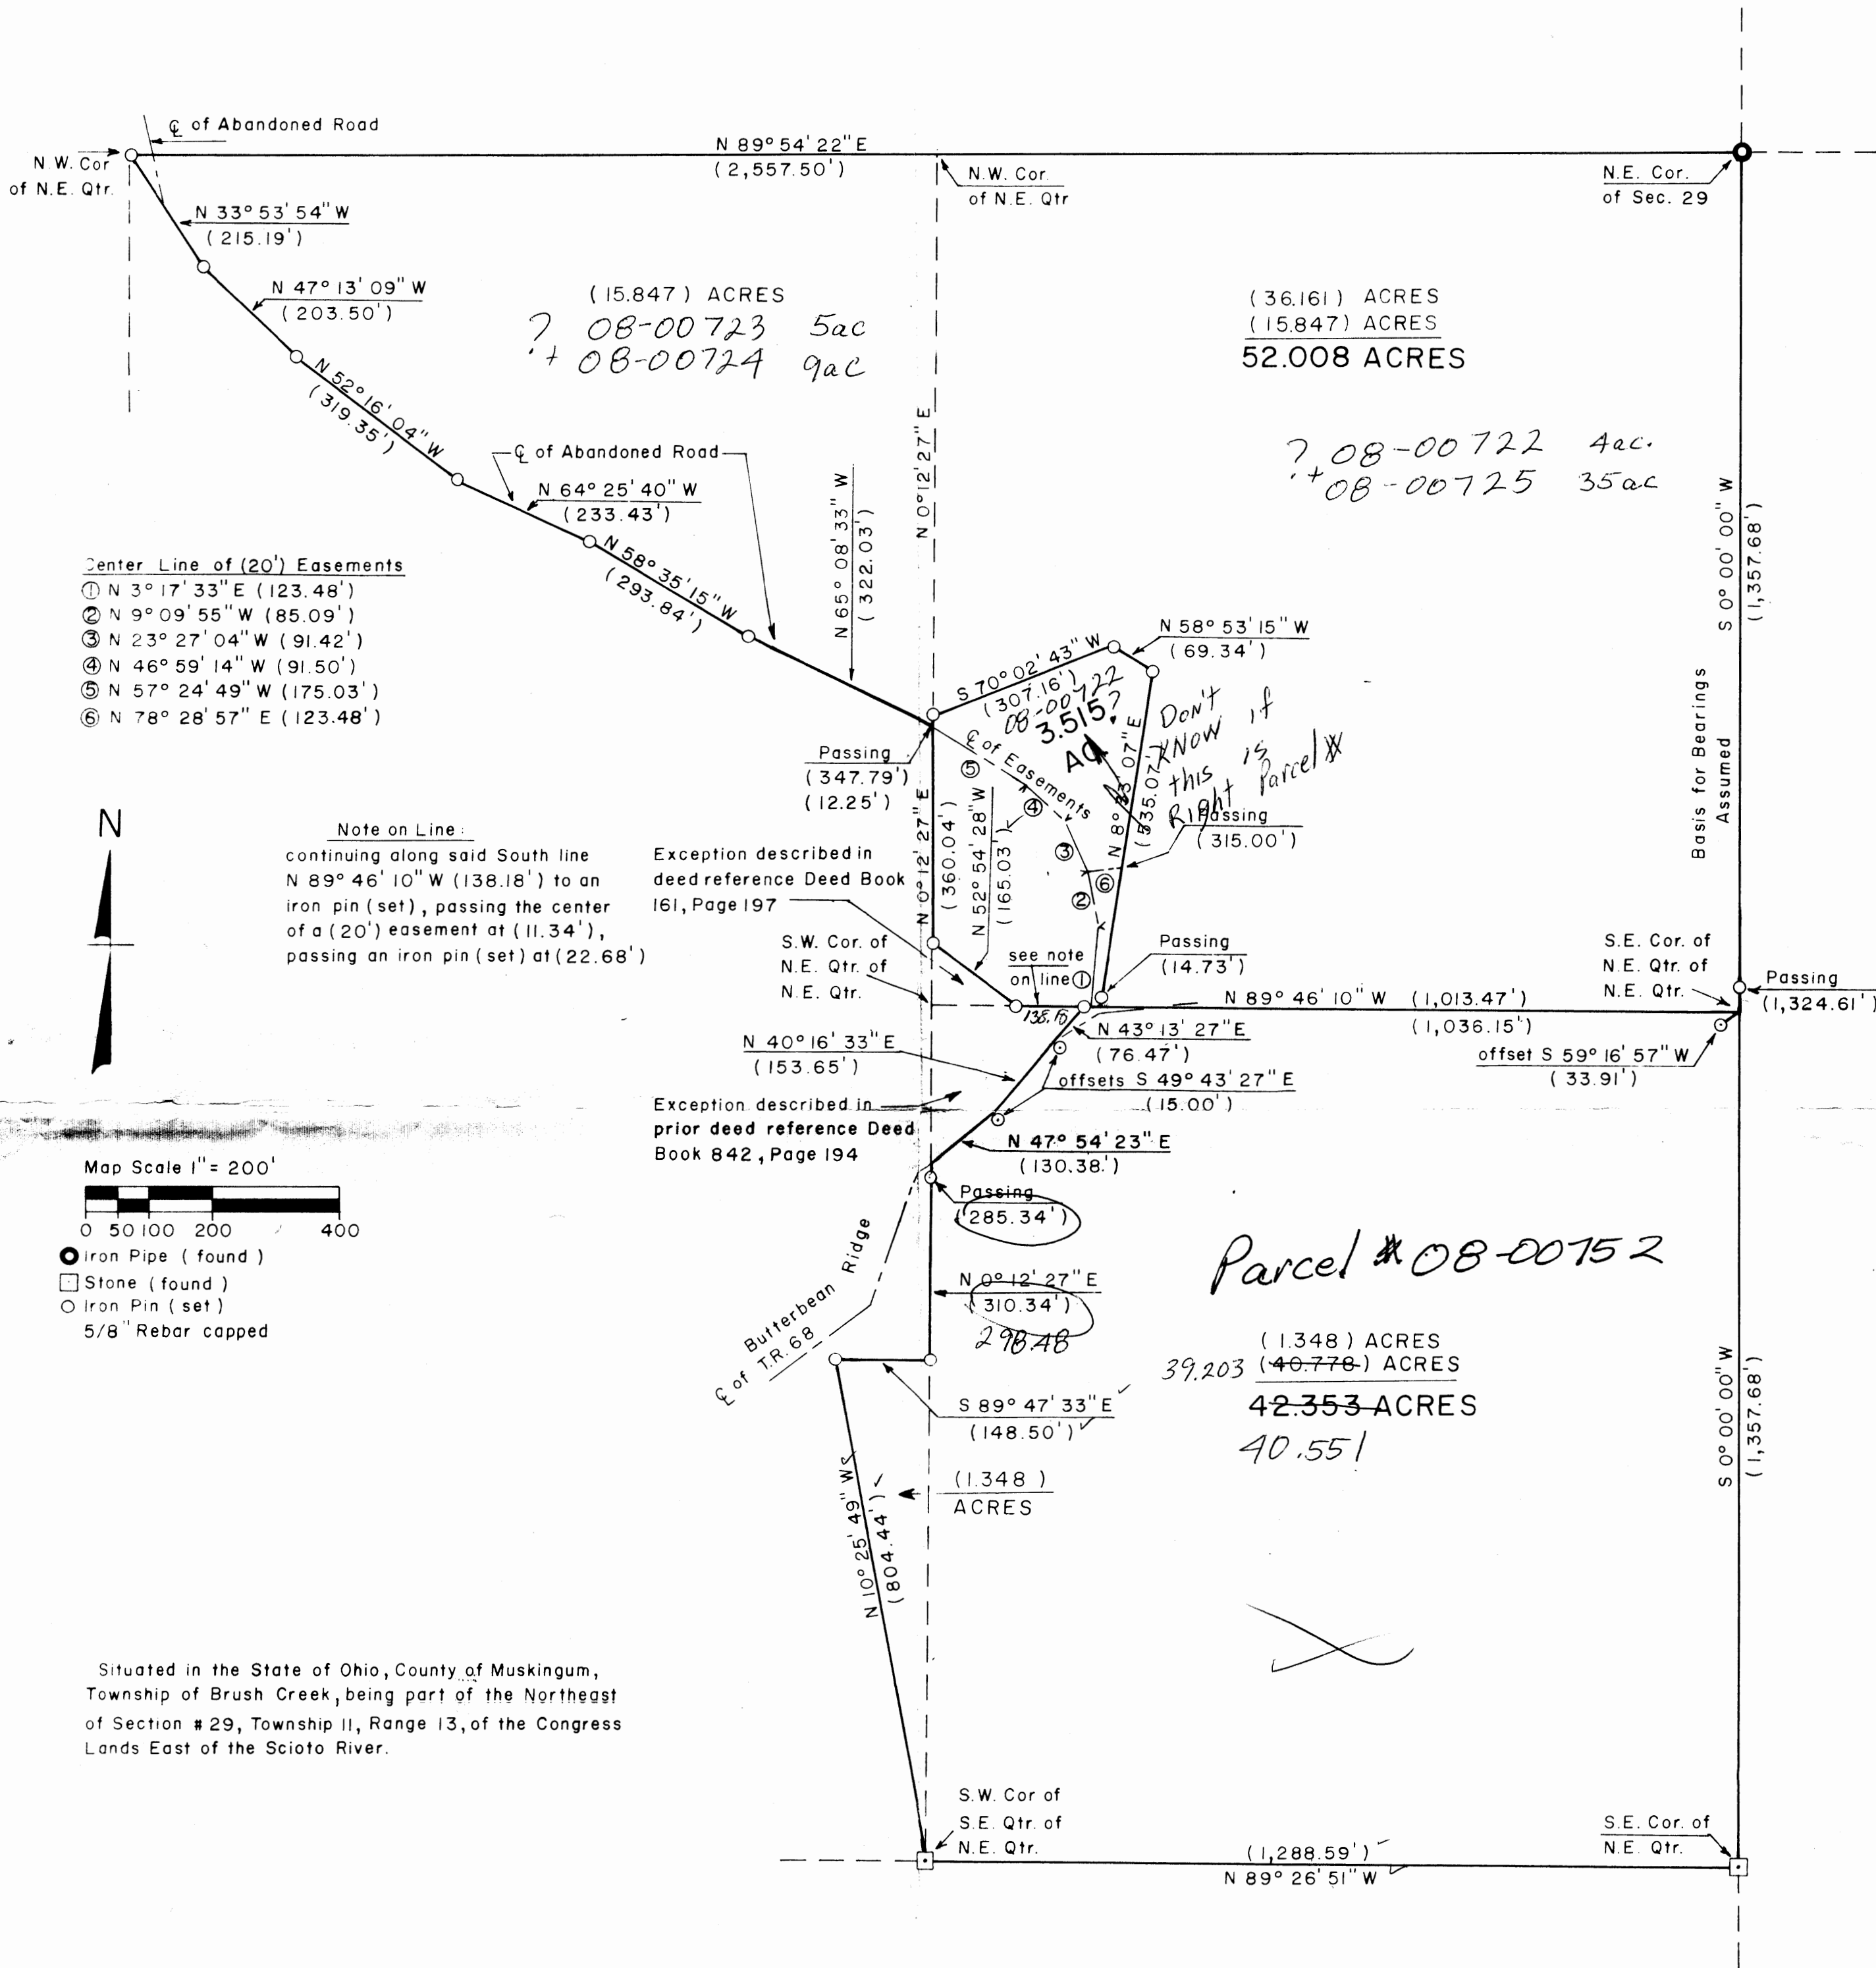 ℄ of Abandoned Road
N.W. Cor
of N.E. Qtr.
N 89° 54' 22" E
(2,557.50')
N.W. Cor.
of N.E. Qtr
N.E. Cor.
of Sec. 29
N 33° 53' 54" W
(215.19')
N 47° 13' 09" W
(203.50')
N 52° 16' 04" W
(319.35')
(15.847) ACRES
? 08-00723 5ac
+ 08-00724 9ac
(36.161) ACRES
(15.847) ACRES
52.008 ACRES
? 08-00722 4ac.
+ 08-00725 35ac
℄ of Abandoned Road
N 64° 25' 40" W
(233.43')
N 58° 35' 15" W
(293.84')
N 65° 08' 33" W
(322.03')
N 0° 12' 27" E
S 0° 00' 00" W
(1,357.68')
Basis for Bearings
Assumed
Center Line of (20') Easements
① N 3° 17' 33" E (123.48')
② N 9° 09' 55" W (85.09')
③ N 23° 27' 04" W (91.42')
④ N 46° 59' 14" W (91.50')
⑤ N 57° 24' 49" W (175.03')
⑥ N 78° 28' 57" E (123.48')
N 58° 53' 15" W
(69.34')
S 70° 02' 43" W
(307.16')
08-00722
3.515?
AC
Don't
KNOW if
this is
Right Parcel #
℄ of Easements
⑤
④
③
⑥
②
N 8° 33' 07" E
(535.07')
Passing
(315.00')
Passing
(347.79')
(12.25')
N 0° 12' 27" E
(360.04')
N 52° 54' 28" W
(165.03')
N
Note on Line:
continuing along said South line
N 89° 46' 10" W (138.18') to an
iron pin (set), passing the center
of a (20') easement at (11.34'),
passing an iron pin (set) at (22.68')
Exception described in
deed reference Deed Book
161, Page 197
S.W. Cor. of
N.E. Qtr. of
N.E. Qtr.
see note
on line ①
138.18
Passing
(14.73')
N 89° 46' 10" W (1,013.47')
(1,036.15')
S.E. Cor. of
N.E. Qtr. of
N.E. Qtr.
Passing
(1,324.61')
offset S 59° 16' 57" W
(33.91')
N 40° 16' 33" E
(153.65')
N 43° 13' 27" E
(76.47')
offsets S 49° 43' 27" E
(15.00')
Exception described in
prior deed reference Deed
Book 842, Page 194
N 47° 54' 23" E
(130.38')
Passing
(285.34')
Map Scale 1" = 200'
0 50 100 200 400
Iron Pipe (found)
Stone (found)
Iron Pin (set)
5/8" Rebar capped
℄ of T.R. 68
Butterbean Ridge
N 0° 12' 27" E
(310.34')
298.48
Parcel # 08-00752
(1.348) ACRES
39.203 (40.778) ACRES
42.353 ACRES
40.551
S 89° 47' 33" E
(148.50')
(1.348)
ACRES
N 10° 25' 49" W
(804.44')
S 0° 00' 00" W
(1,357.68')
Situated in the State of Ohio, County of Muskingum,
Township of Brush Creek, being part of the Northeast
of Section # 29, Township 11, Range 13, of the Congress
Lands East of the Scioto River.
S.W. Cor of
S.E. Qtr. of
N.E. Qtr.
(1,288.59')
N 89° 26' 51" W
S.E. Cor. of
N.E. Qtr.